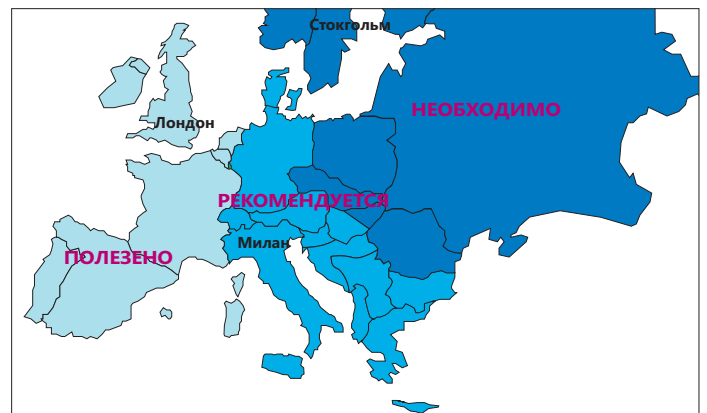 Стокгольм
НЕОБХОДИМО
Лондон
РЕКОМЕНДУЕТСЯ
Милан
ПОЛЕЗЕНО